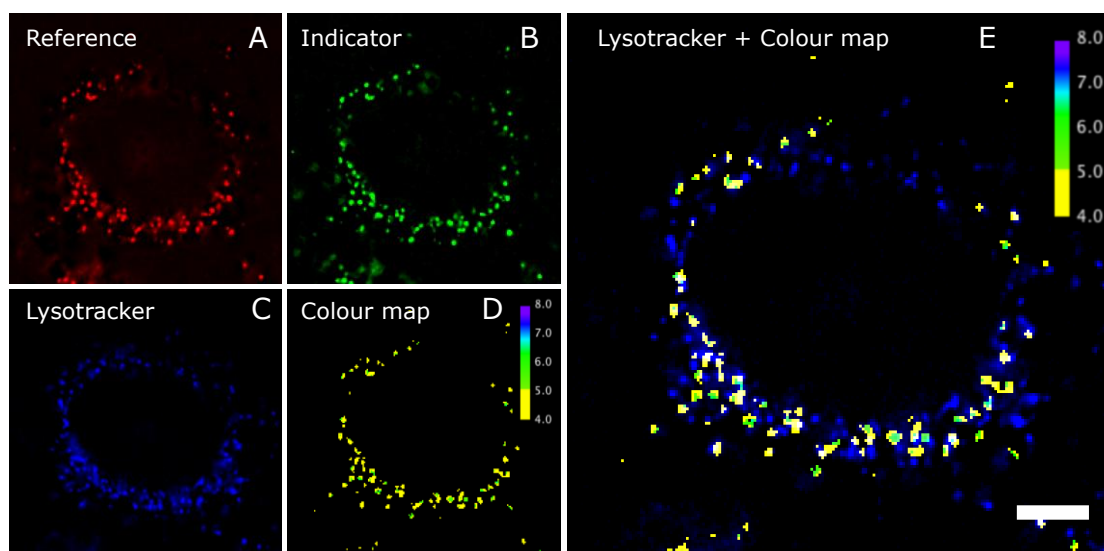 Reference A
Indicator B
Lysotracker C
Colour map D
8.0
7.0
6.0
5.0
4.0
Lysotracker + Colour map E
8.0
7.0
6.0
5.0
4.0